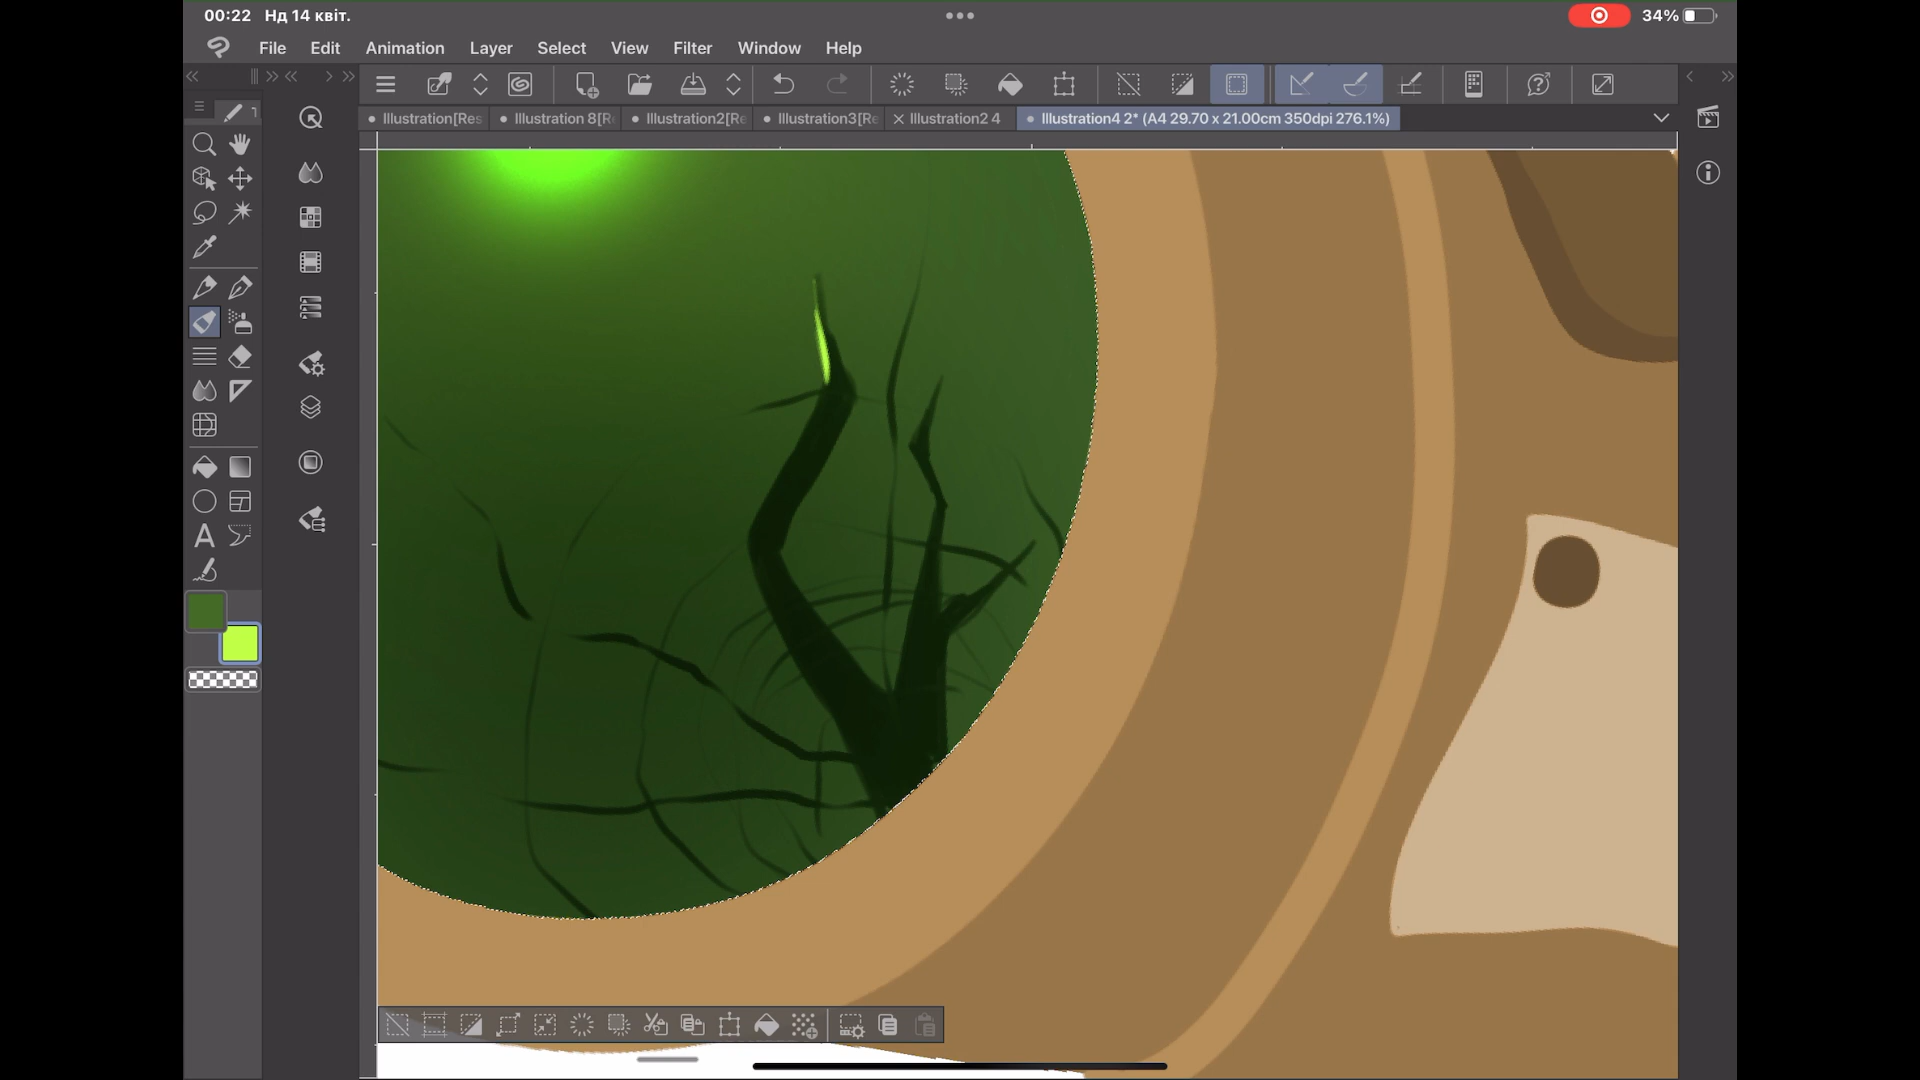 00:22 Нд 14 квіт.
34%
File Edit Animation Layer Select View Filter Window Help
Illustration[Res Illustration 8[R Illustration2[Re Illustration3[Re Illustration2 4 Illustration4 2* (A4 29.70 x 21.00cm 350dpi 276.1%)